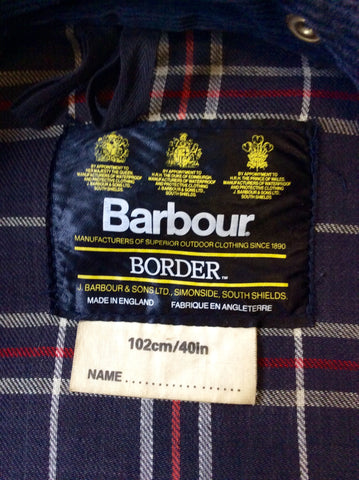 BY APPOINTMENT TO
HER MAJESTY THE QUEEN
MANUFACTURERS OF WATERPROOF
AND PROTECTIVE CLOTHING
J. BARBOUR & SONS LTD.
SOUTH SHIELDS
BY APPOINTMENT TO
H.R.H. THE DUKE OF EDINBURGH
MANUFACTURERS OF WATERPROOF
AND PROTECTIVE CLOTHING
J. BARBOUR & SONS LTD.
SOUTH SHIELDS
BY APPOINTMENT TO
H.R.H. THE PRINCE OF WALES
MANUFACTURERS OF WATERPROOF
AND PROTECTIVE CLOTHING
J. BARBOUR & SONS LTD.
SOUTH SHIELDS
Barbour
MANUFACTURERS OF SUPERIOR OUTDOOR CLOTHING SINCE 1890
BORDER™
J. BARBOUR & SONS LTD., SIMONSIDE, SOUTH SHIELDS.
MADE IN ENGLAND FABRIQUE EN ANGLETERRE
102cm/40in
NAME..................